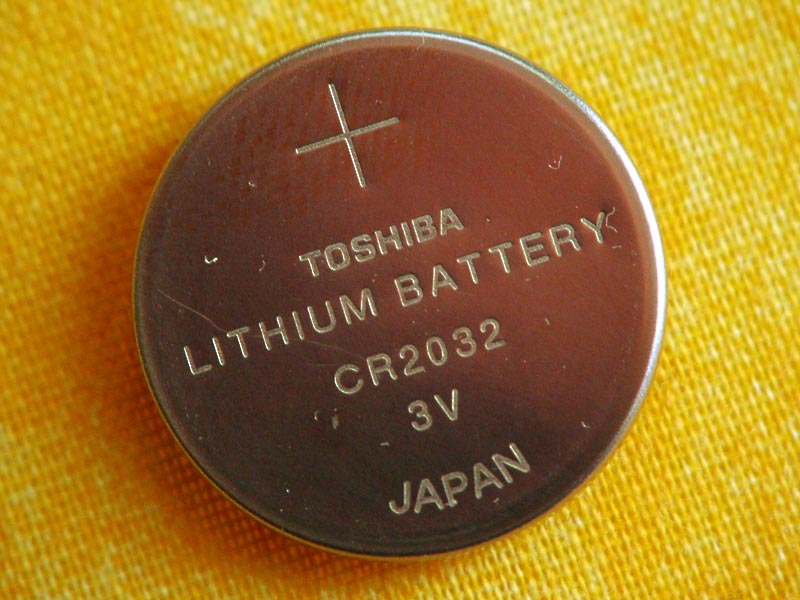 +
TOSHIBA
LITHIUM BATTERY
CR2032
3V
JAPAN